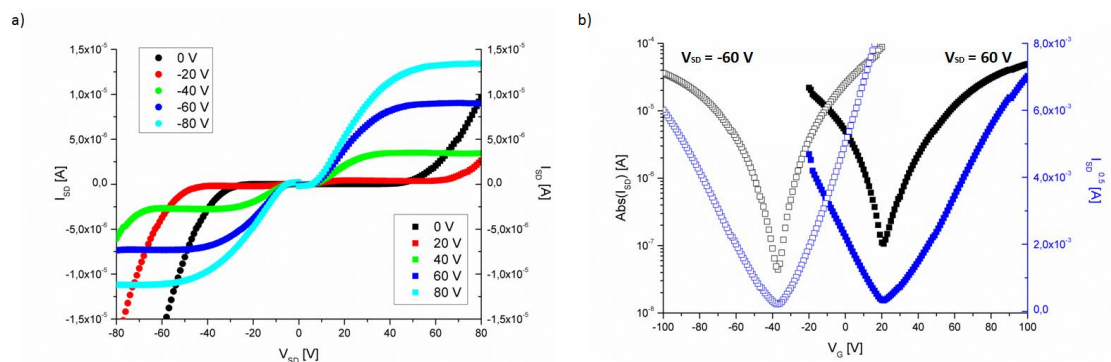 a)
1,5x10⁻⁵
1,0x10⁻⁵
5,0x10⁻⁶
0,0
-5,0x10⁻⁶
-1,0x10⁻⁵
-1,5x10⁻⁵
I_SD [A]
0 V
-20 V
-40 V
-60 V
-80 V
0 V
20 V
40 V
60 V
80 V
-80 -60 -40 -20 0 20 40 60 80
V_SD [V]
1,5x10⁻⁵
1,0x10⁻⁵
5,0x10⁻⁶
0,0
-5,0x10⁻⁶
1,0x10⁻⁵
1,5x10⁻⁵
I_SD [A]
b)
V_SD = -60 V
V_SD = 60 V
10⁻⁴
10⁻⁵
10⁻⁶
10⁻⁷
10⁻⁸
Abs(I_SD) [A]
-100 -80 -60 -40 -20 0 20 40 60 80 100
V_G [V]
8,0x10⁻³
6,0x10⁻³
4,0x10⁻³
2,0x10⁻³
0,0
I_SD^0.5 [A]